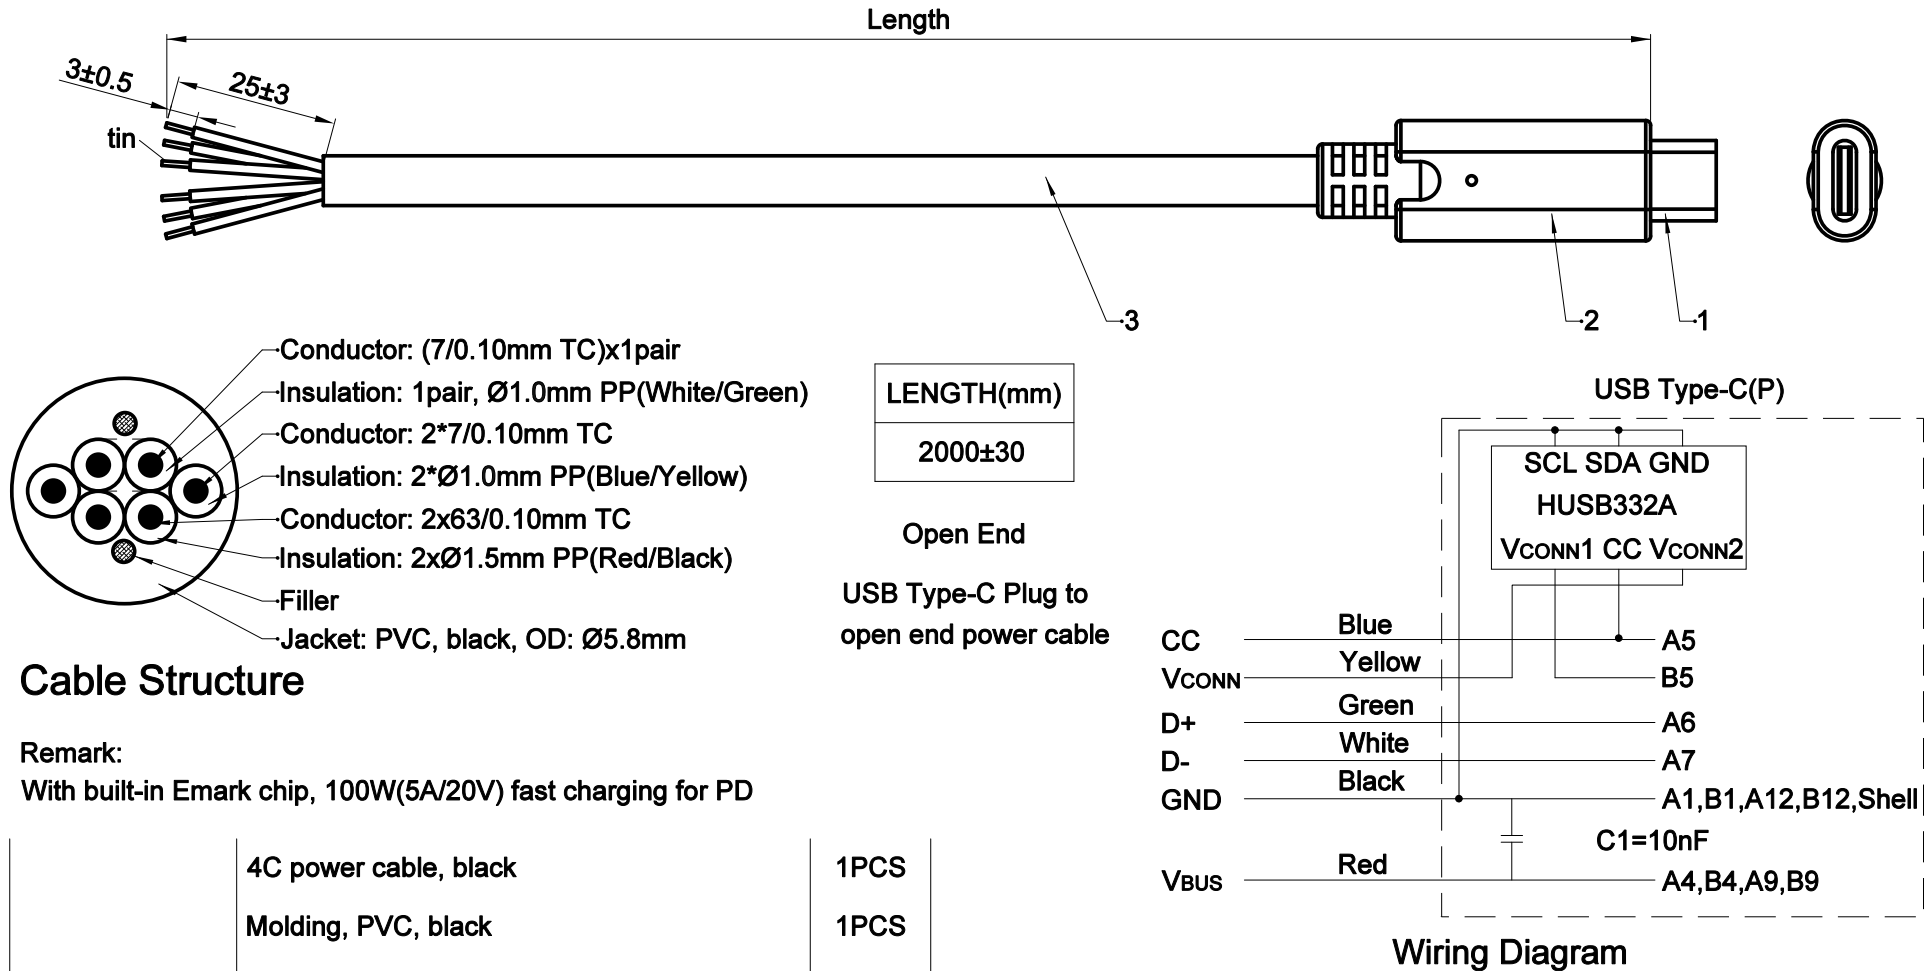 Length
3±0.5
25±3
tin
3
2
1
Conductor: (7/0.10mm TC)x1pair
Insulation: 1pair, Ø1.0mm PP(White/Green)
Conductor: 2*7/0.10mm TC
Insulation: 2*Ø1.0mm PP(Blue/Yellow)
Conductor: 2x63/0.10mm TC
Insulation: 2xØ1.5mm PP(Red/Black)
Filler
Jacket: PVC, black, OD: Ø5.8mm
Cable Structure
LENGTH(mm)
2000±30
Open End
USB Type-C Plug to
open end power cable
USB Type-C(P)
SCL SDA GND
HUSB332A
VCONN1 CC VCONN2
CC Blue A5
VCONN Yellow B5
D+ Green A6
D- White A7
GND Black A1,B1,A12,B12,Shell
C1=10nF
VBUS Red A4,B4,A9,B9
Wiring Diagram
Remark:
With built-in Emark chip, 100W(5A/20V) fast charging for PD
4C power cable, black 1PCS
Molding, PVC, black 1PCS